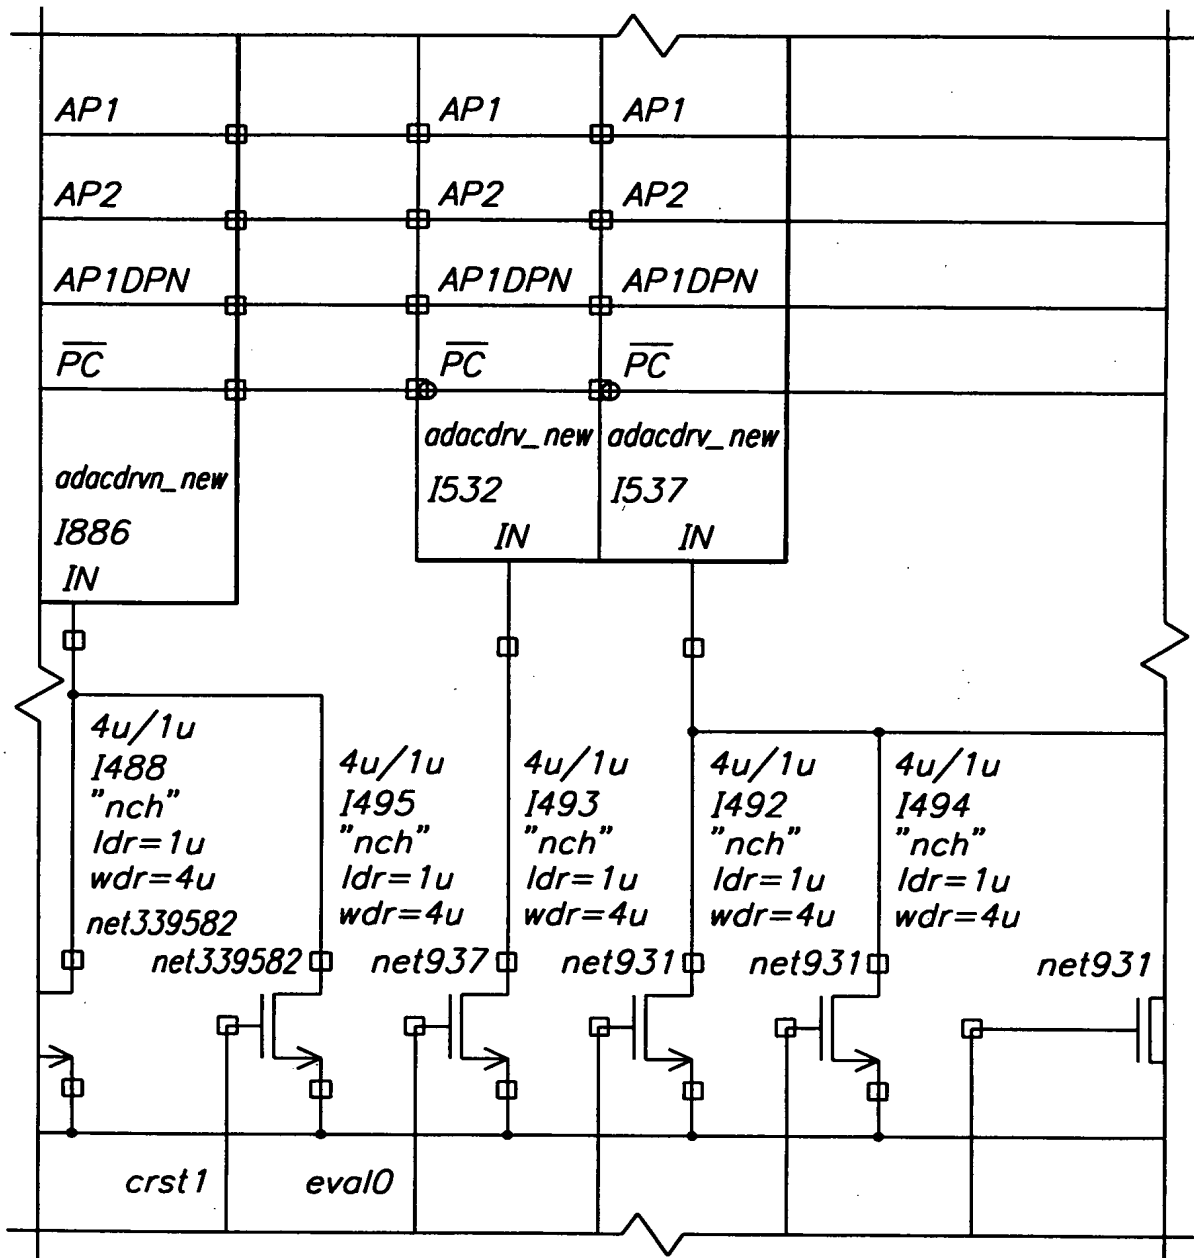 AP1 AP1 AP1
AP2 AP2 AP2
AP1DPN AP1DPN AP1DPN
PC PC PC
adacdrvn_new
I886
IN
adacdrv_new
I532
IN
adacdrv_new
I537
IN
4u/1u
I488
"nch"
ldr=1u
wdr=4u
net339582
4u/1u
I495
"nch"
ldr=1u
wdr=4u
4u/1u
I493
"nch"
ldr=1u
wdr=4u
4u/1u
I492
"nch"
ldr=1u
wdr=4u
4u/1u
I494
"nch"
ldr=1u
wdr=4u
net339582 net937 net931 net931 net931
crst1 eval0